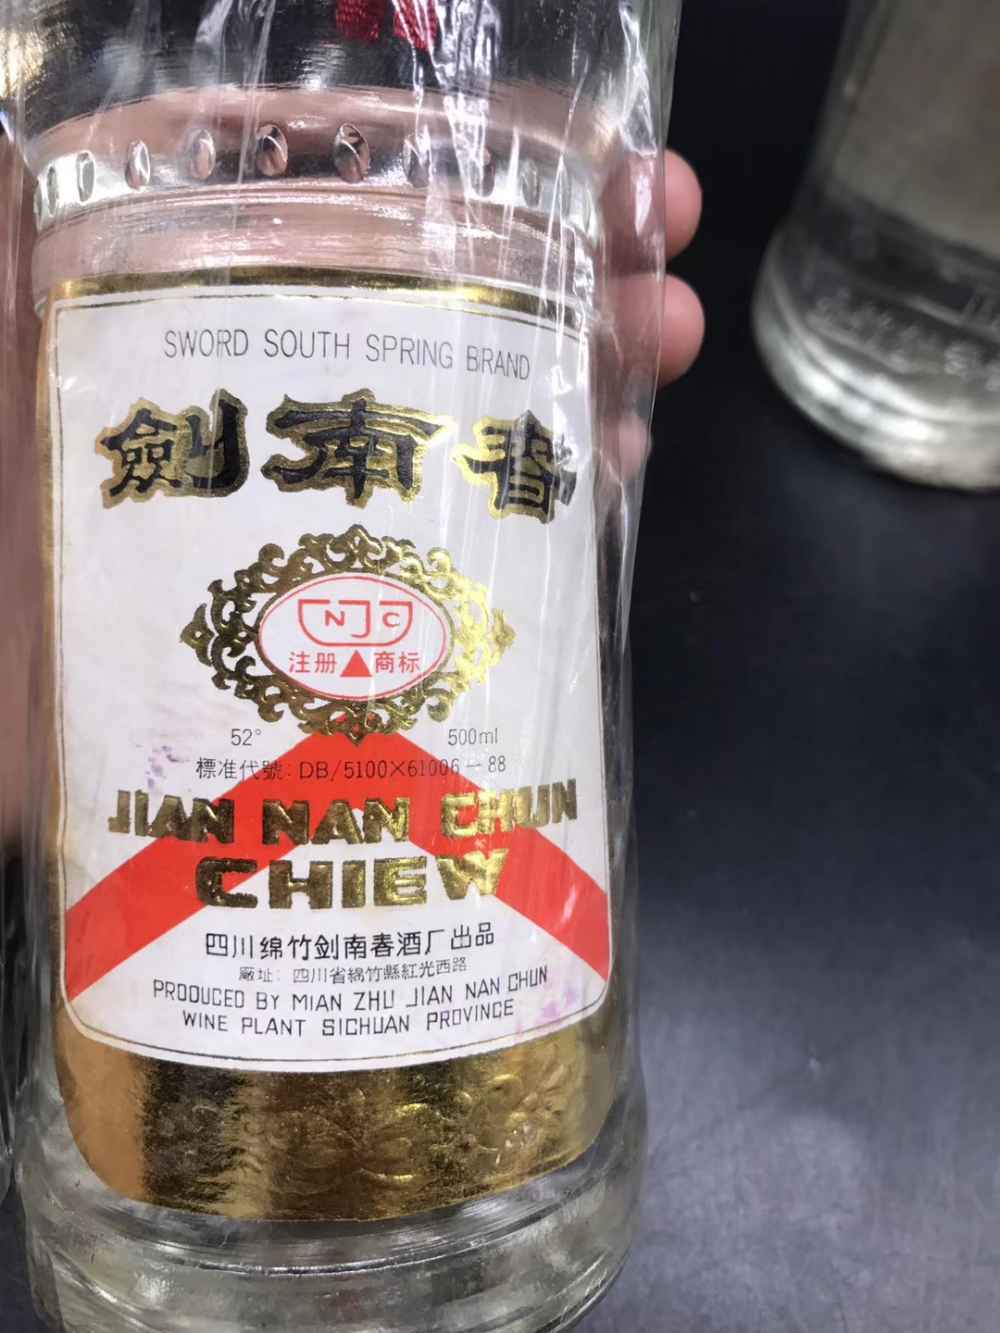 SWORD SOUTH SPRING BRAND
劍南春
NJC
注册 商标
52° 500ml
標准代號: DB/5100×61006-88
JIAN NAN CHUN
CHIEW
四川绵竹剑南春酒厂出品
廠址: 四川省綿竹縣紅光西路
PRODUCED BY MIAN ZHU JIAN NAN CHUN
WINE PLANT SICHUAN PROVINCE